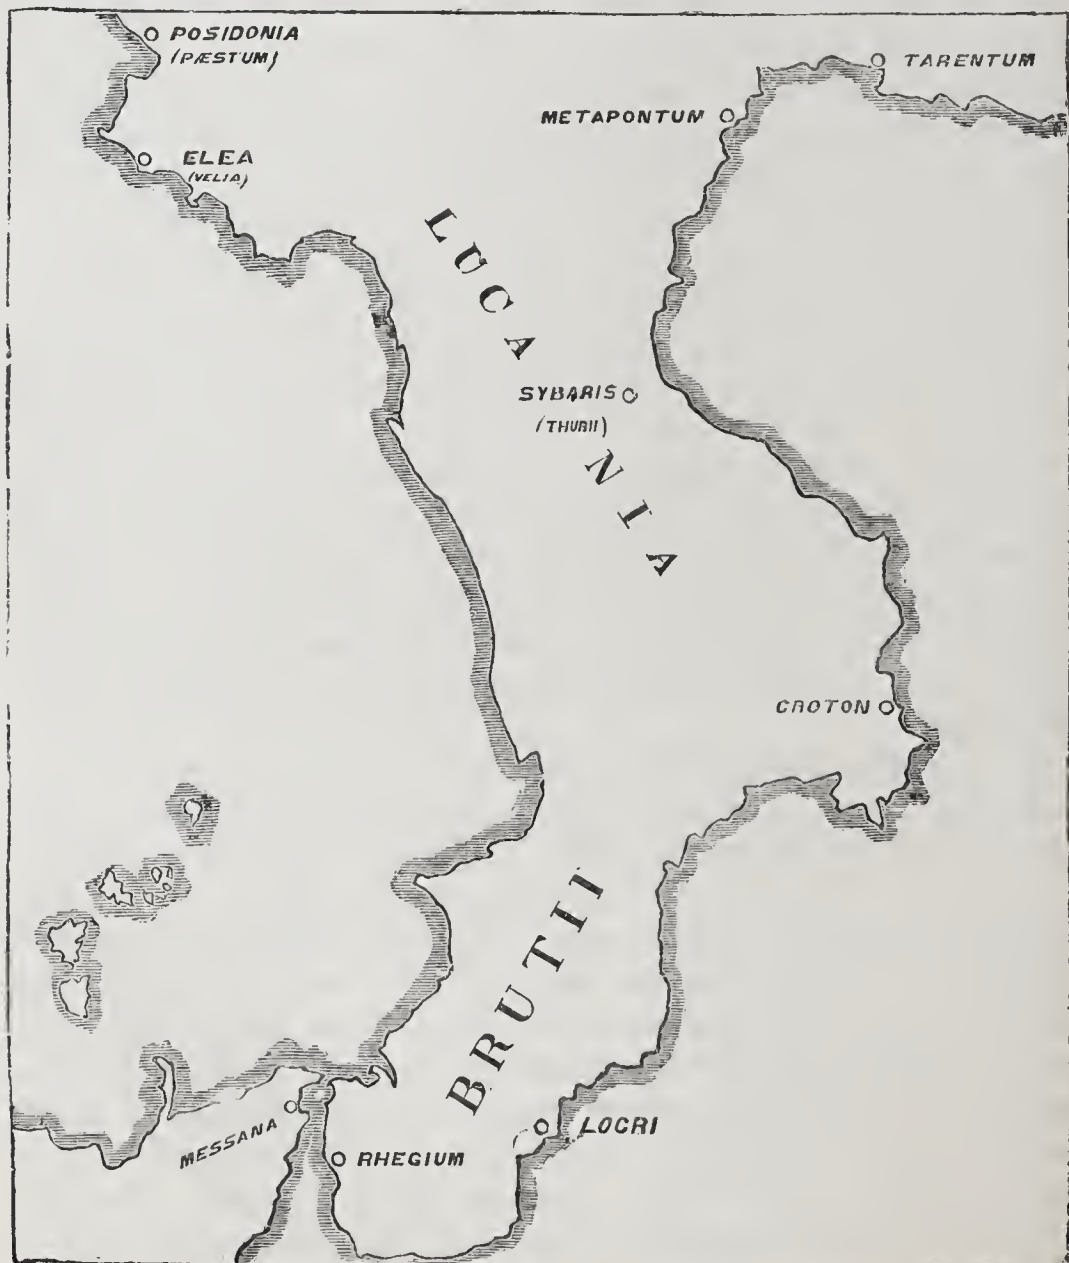 POSIDONIA
(PÆSTUM)
TARENTUM
METAPONTUM
ELEA
(VELIA)
LUCANIA
SYBARIS
(THURII)
CROTON
BRUTII
LOCRI
MESSANA
RHEGIUM